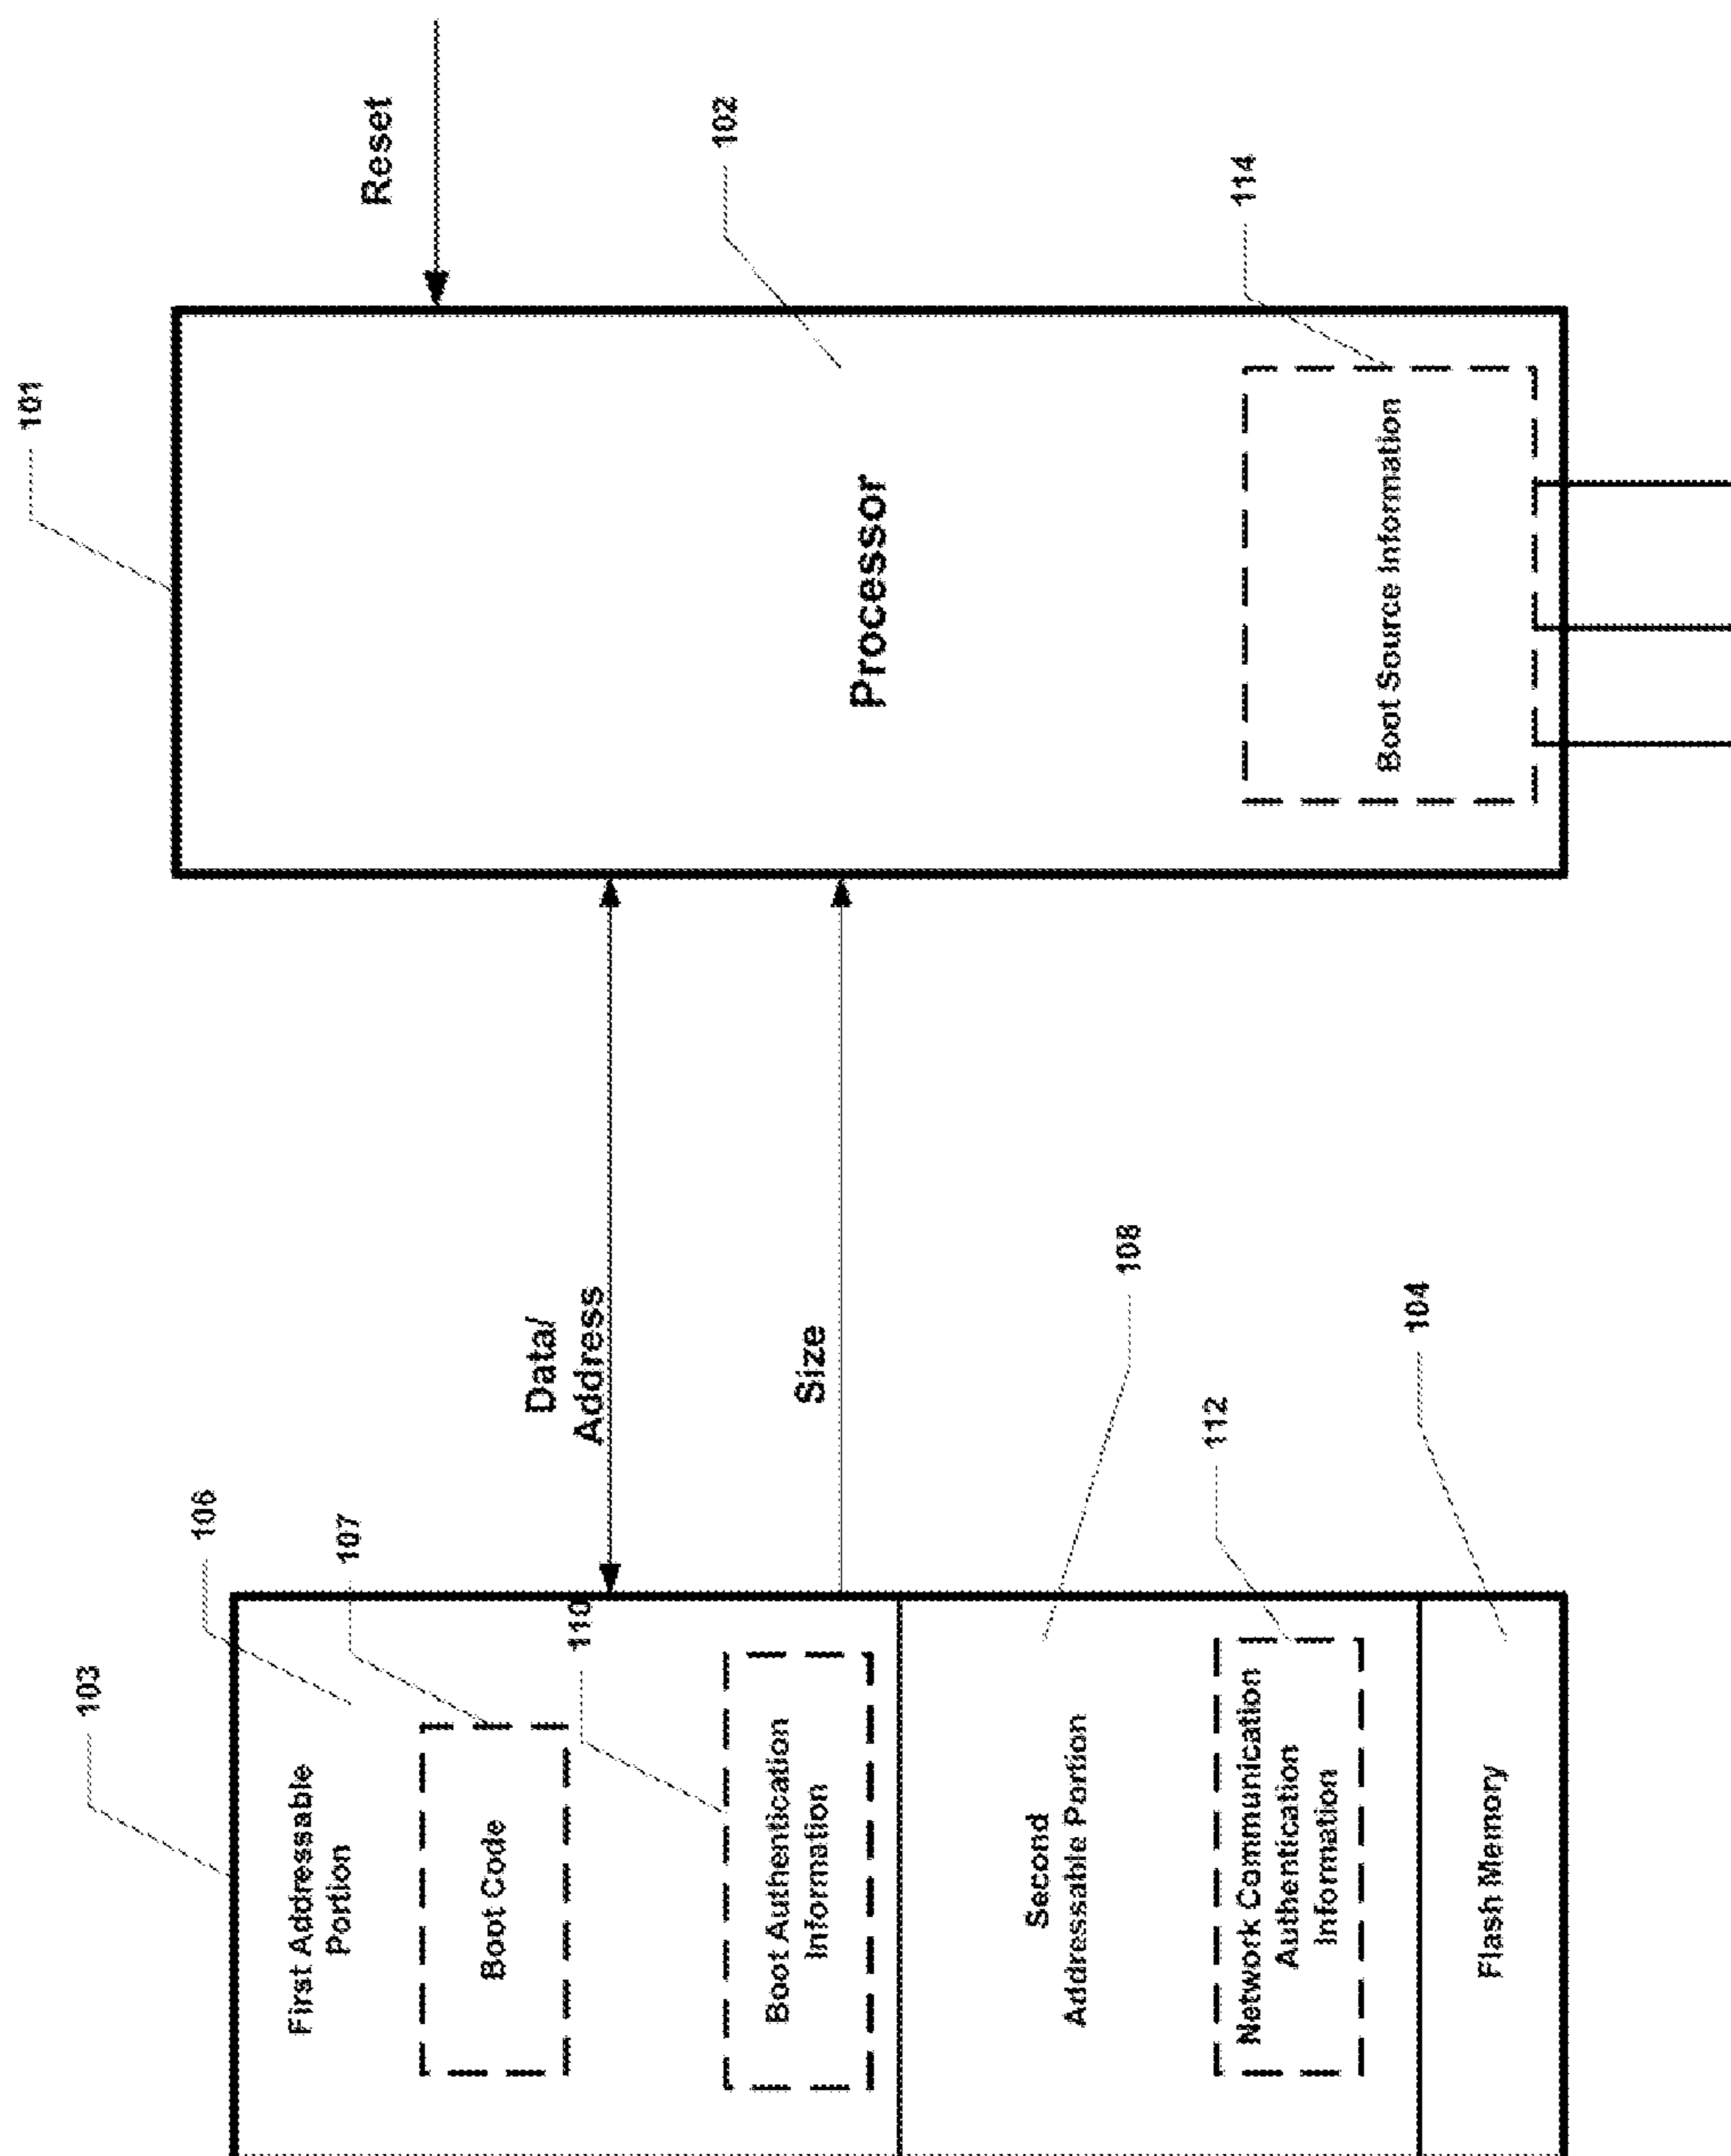 103
106
First Addressable
Portion
107
Boot Code
110
Boot Authentication
Information
108
Second
Addressable Portion
112
Network Communication
Authentication
Information
104
Flash Memory
Data/
Address
Size
101
Reset
102
Processor
114
Boot Source Information